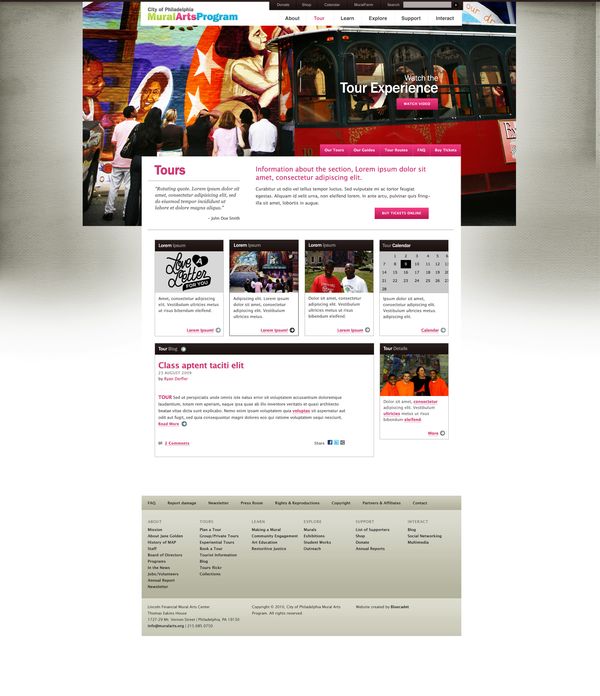 City of Philadelphia
MuralArtsProgram
Donate Shop Calendar MuralFarm Search
About Tour Learn Explore Support Interact
Watch the
Tour Experience
WATCH VIDEO
Our Tours Our Guides Tour Routes FAQ Buy Tickets
Tours
"Rotating quote. Lorem ipsum dolor sit amet, consectetur adipiscing elit, sed do eiusmod tempor incididunt ut labore et dolore magna aliqua."
– John Doe Smith
Information about the section, Lorem ipsum dolor sit amet, consectetur adipiscing elit.
Curabitur ut odio vel tellus tempor luctus. Sed vulputate mi ac tortor feugiat egestas. Aliquam id velit urna, non eleifend lorem. In ante arcu, pulvinar quis fringilla sit amet, lobortis in augue.
BUY TICKETS ONLINE
Lorem Ipsum
Love
A
Letter
FOR YOU
Amet, consectetur adipiscing elit. Vestibulum ultricies metus ut risus bibendum eleifend.
Lorem Ipsum!
Lorem Ipsum
Adipiscing elit. Lorem ipsum dolor sit amet, consectetur adipiscing elit. Vestibulum ultricies metus.
Lorem Ipsum
Lorem Ipsum
Dolor sit amet, consectetur adipiscing elit. Vestibulum ultricies metus ut risus bibendum eleifend.
Lorem Ipsum
Tour Calendar
1 2 3 4 5 6
7 8 9 10 11 12 13
14 15 16 17 18 19 20
21 22 23 24 25 26 27
28
Dolor sit amet, consectetur adipiscing elit. Vestibulum ultricies metus.
Calendar
Tour Blog
Class aptent taciti elit
23 AUGUST 2009
by Ryan Derfler
TOUR Sed ut perspiciatis unde omnis iste natus error sit voluptatem accusantium doloremque
laudantium, totam rem aperiam, eaque ipsa quae ab illo inventore veritatis et quasi architecto
beatae vitae dicta sunt explicabo. Nemo enim ipsam voluptatem quia voluptas sit aspernatur aut
odit aut fugit, sed quia consequuntur magni dolores eos qui ratione voluptatem sequi nesciunt.
Read More
2 Comments
Share
Tour Details
Dolor sit amet, consectetur adipiscing elit. Vestibulum ultricies metus ut risus bibendum eleifend.
More
FAQ Report damage Newsletter Press Room Rights & Reproductions Copyright Partners & Affiliates Contact
ABOUT
Mission
About Jane Golden
History of MAP
Staff
Board of Directors
Programs
In the News
Jobs/Volunteers
Annual Report
Newsletter
TOURS
Plan a Tour
Group/Private Tours
Experiential Tours
Book a Tour
Tourist Information
Blog
Tours flickr
Collections
LEARN
Making a Mural
Community Engagement
Art Education
Restoritive Justice
EXPLORE
Murals
Exhibitions
Student Works
Outreach
SUPPORT
List of Supporters
Shop
Donate
Annual Reports
INTERACT
Blog
Social Networking
Multimedia
Lincoln Financial Mural Arts Center
Thomas Eakins House
1727-29 Mt. Vernon Street | Philadelphia, PA 19130
info@muralarts.org | 215 685 0750
Copyright © 2010, City of Philadelphia Mural Arts
Program. All rights reserved.
Website created by Bluecadet